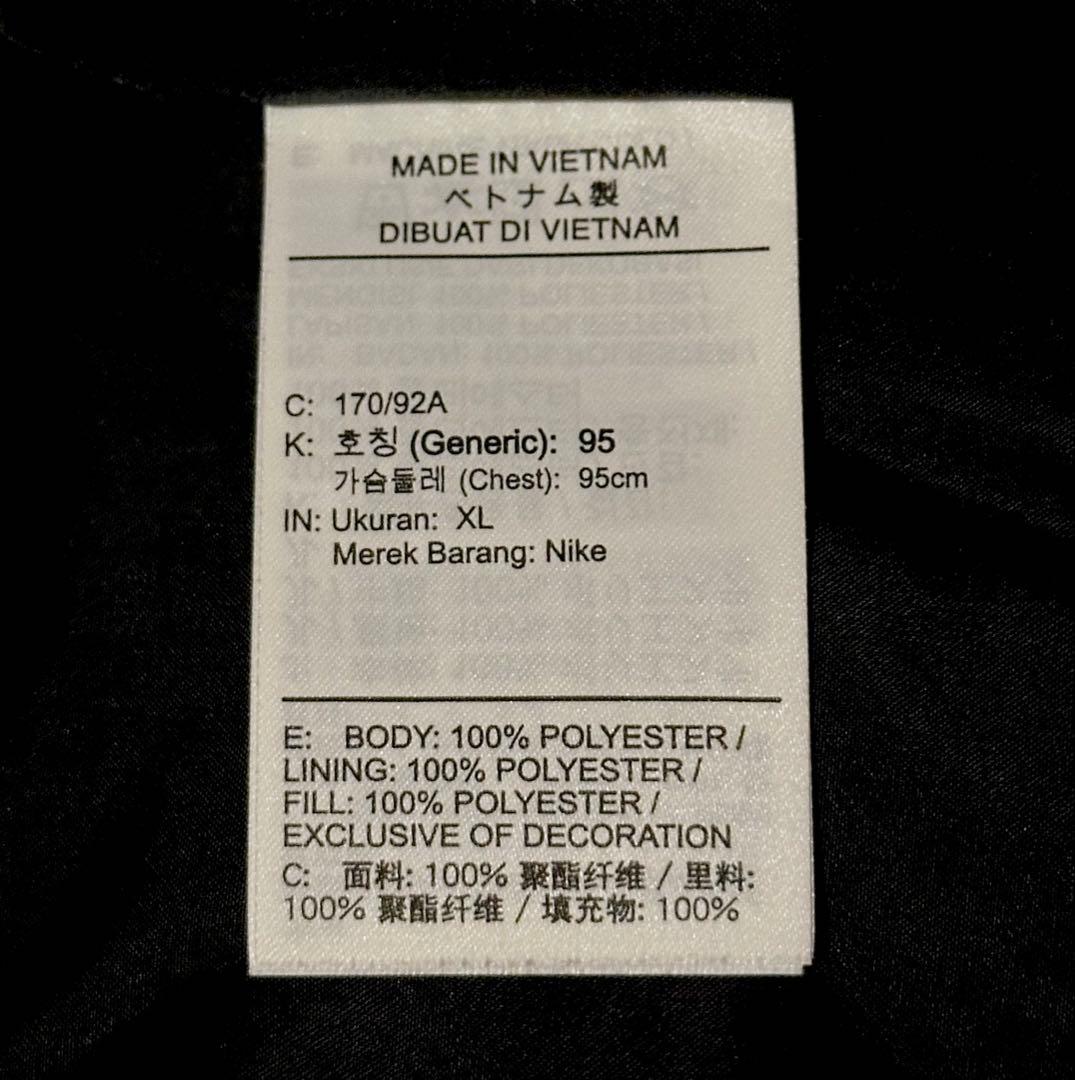 MADE IN VIETNAM
ベトナム製
DIBUAT DI VIETNAM
C: 170/92A
K: 호칭 (Generic): 95
가슴둘레 (Chest): 95cm
IN: Ukuran: XL
Merek Barang: Nike
E: BODY: 100% POLYESTER /
LINING: 100% POLYESTER /
FILL: 100% POLYESTER /
EXCLUSIVE OF DECORATION
C: 面料: 100% 聚酯纤维 / 里料:
100% 聚酯纤维 / 填充物: 100%